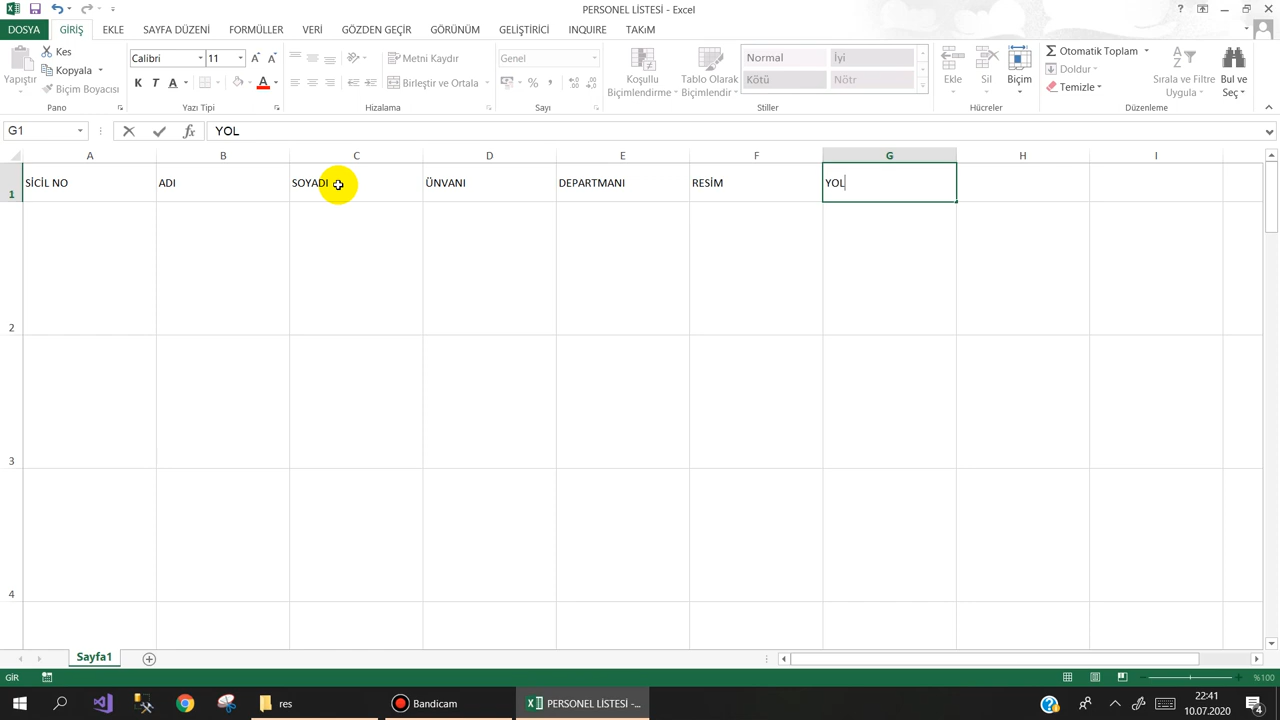 PERSONEL LİSTESİ - Excel
DOSYA GİRİŞ EKLE SAYFA DÜZENİ FORMÜLLER VERİ GÖZDEN GEÇİR GÖRÜNÜM GELİŞTİRİCİ INQUIRE TAKıM
Yapıştır
Kes
Kopyala
Biçim Boyacısı
Pano
Calibri 11
K T A
Yazı Tipi
Metni Kaydır
Birleştir ve Ortala
Hizalama
Genel
%
Sayı
Koşullu Biçimlendirme
Tablo Olarak Biçimlendir
Normal İyi
Kötü Nötr
Stiller
Ekle Sil Biçim
Hücreler
Otomatik Toplam
Doldur
Temizle
Sırala ve Filtre Uygula
Bul ve Seç
Düzenleme
G1 fx YOL
A B C D E F G H I
1 SİCİL NO ADI SOYADI ÜNVANI DEPARTMANI RESİM YOL
2
3
4
Sayfa1
GİR %100
res Bandicam PERSONEL LİSTESİ -... 22:41
10.07.2020 4